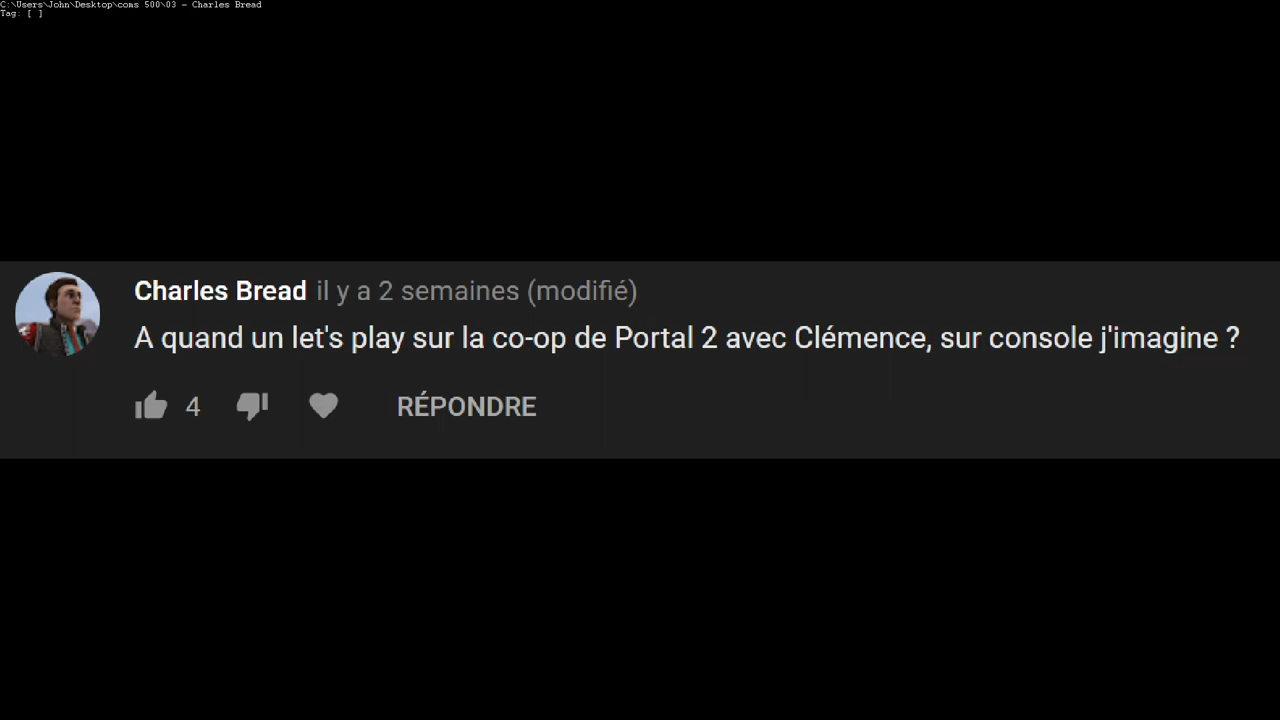 C:\Users\John\Desktop\coms 500\03 - Charles Bread
Tag: [ ]
Charles Bread il y a 2 semaines (modifié)
A quand un let's play sur la co-op de Portal 2 avec Clémence, sur console j'imagine ?
4 RÉPONDRE